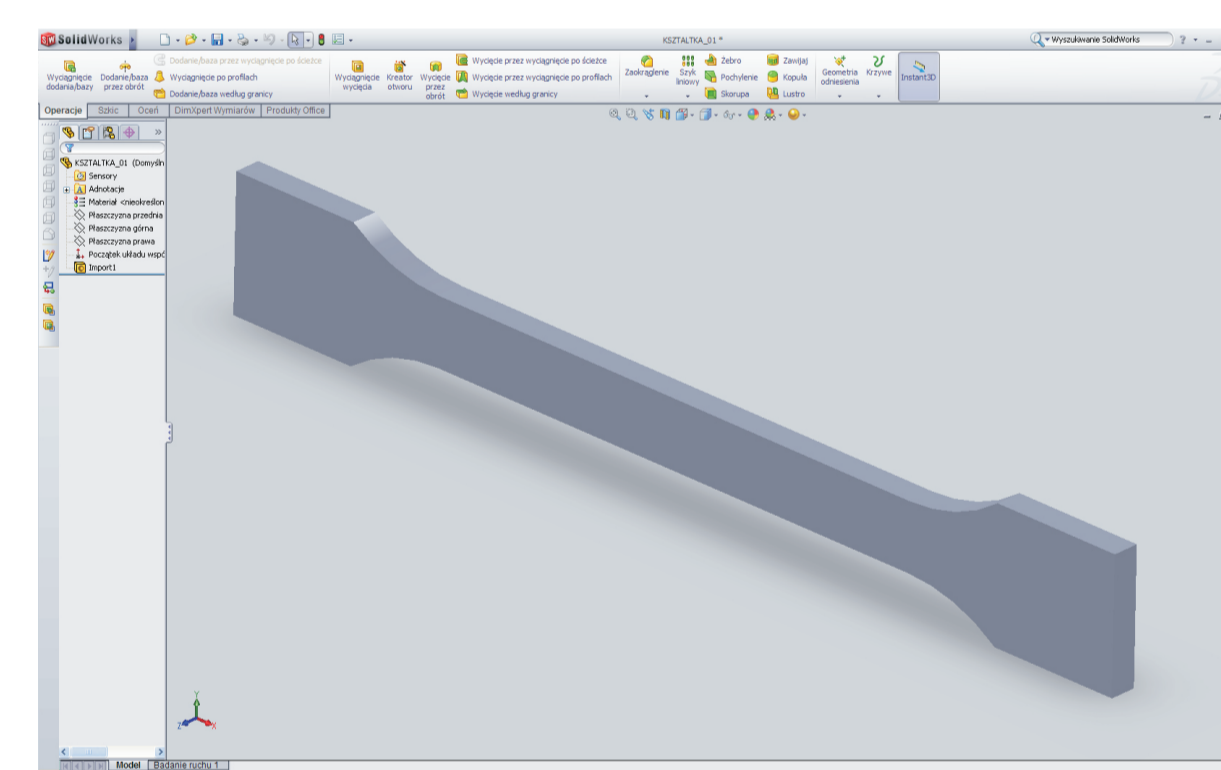 SolidWorks
KSZTALTKA_01 *
Wyszukiwanie SolidWorks
?
Wyciągnięcie dodania/bazy
Dodanie/baza przez obrót
Dodanie/baza przez wyciągnięcie po ścieżce
Wyciągnięcie po profilach
Dodanie/baza według granicy
Wyciągnięcie wycięcia
Kreator otworu
Wycięcie przez obrót
Wycięcie przez wyciągnięcie po ścieżce
Wycięcie przez wyciągnięcie po profilach
Wycięcie według granicy
Zaokrąglenie
Szyk liniowy
Żebro
Pochylenie
Skorupa
Zawijaj
Kopuła
Lustro
Geometria odniesienia
Krzywe
Instant3D
Operacje
Szkic
Oceń
DimXpert Wymiarów
Produkty Office
KSZTALTKA_01 (Domyśln
Sensory
Adnotacje
Materiał <nieokreślon
Płaszczyzna przednia
Płaszczyzna górna
Płaszczyzna prawa
Początek układu wspó
Import1
Y
Z
X
Model
Badanie ruchu 1